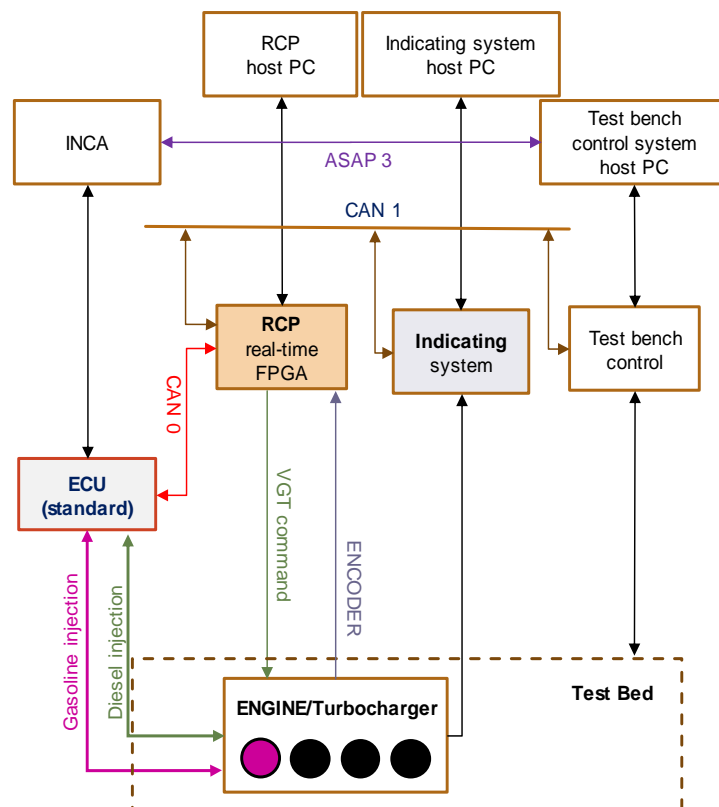 RCP
host PC
Indicating system
host PC
INCA
Test bench
control system
host PC
ASAP 3
CAN 1
RCP
real-time
FPGA
Indicating
system
Test bench
control
CAN 0
ECU
(standard)
VGT command
ENCODER
Gasoline injection
Diesel injection
Test Bed
ENGINE/Turbocharger